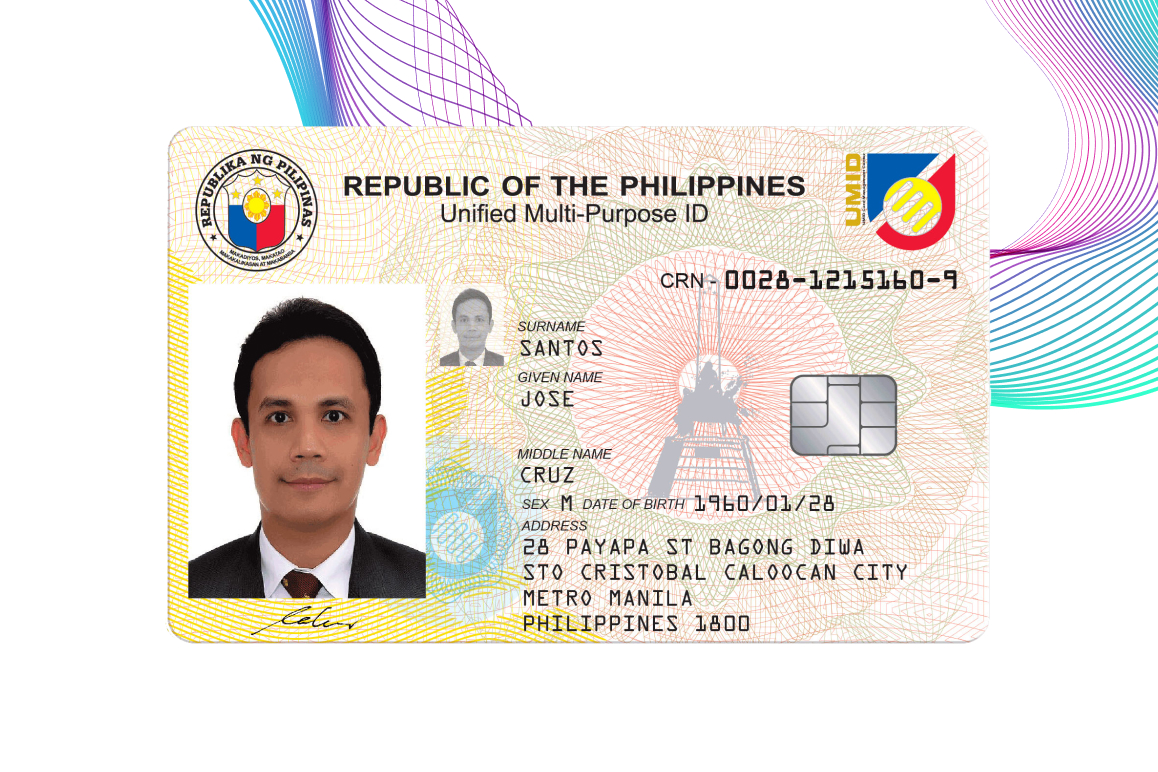 REPUBLIKA NG PILIPINAS
MAKADIYOS, MAKATAO
MAKAKALIKASAN AT MAKABANSA
REPUBLIC OF THE PHILIPPINES
Unified Multi-Purpose ID
UMID
CRN - 0028-1215160-9
SURNAME
SANTOS
GIVEN NAME
JOSE
MIDDLE NAME
CRUZ
SEX M DATE OF BIRTH 1960/01/28
ADDRESS
28 PAYAPA ST BAGONG DIWA
STO CRISTOBAL CALOOCAN CITY
METRO MANILA
PHILIPPINES 1800